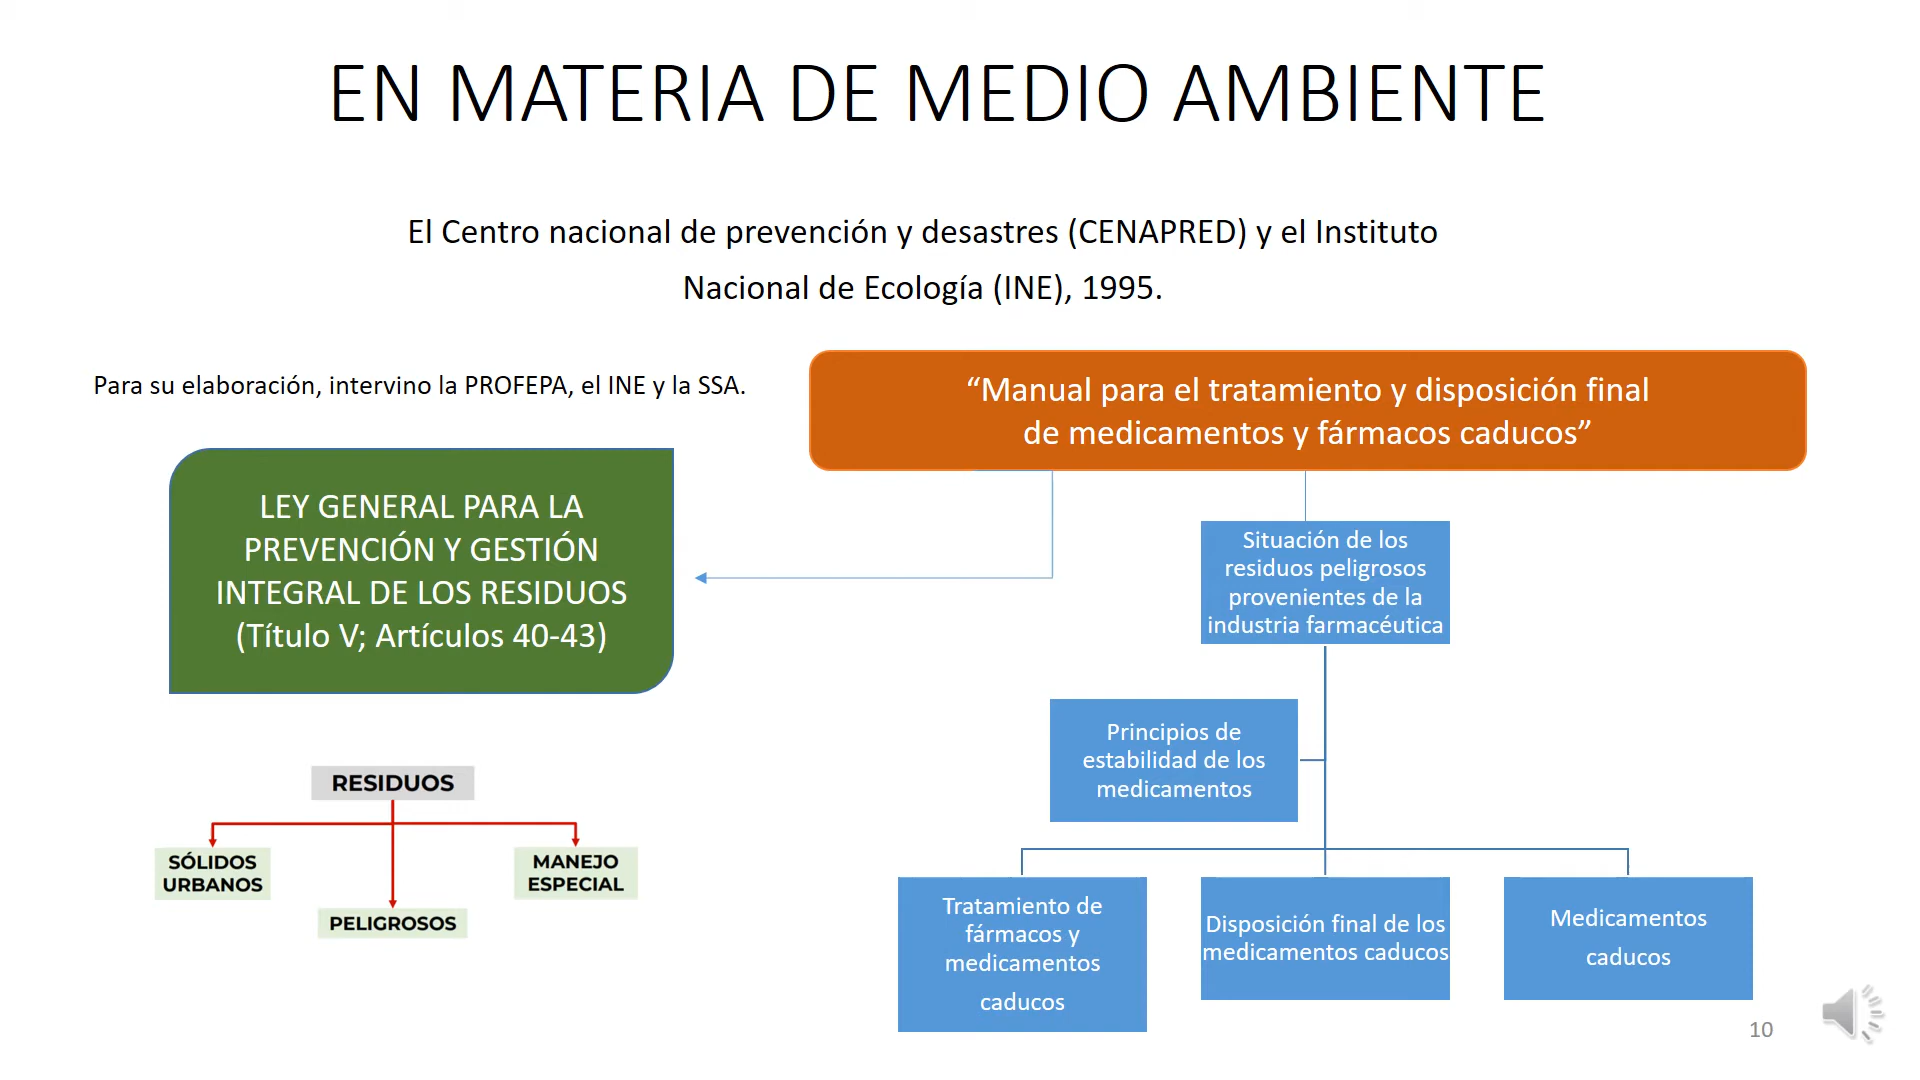 EN MATERIA DE MEDIO AMBIENTE
El Centro nacional de prevención y desastres (CENAPRED) y el Instituto
Nacional de Ecología (INE), 1995.
Para su elaboración, intervino la PROFEPA, el INE y la SSA.
“Manual para el tratamiento y disposición final
de medicamentos y fármacos caducos”
LEY GENERAL PARA LA
PREVENCIÓN Y GESTIÓN
INTEGRAL DE LOS RESIDUOS
(Título V; Artículos 40-43)
Situación de los
residuos peligrosos
provenientes de la
industria farmacéutica
Principios de
estabilidad de los
medicamentos
RESIDUOS
SÓLIDOS
URBANOS
PELIGROSOS
MANEJO
ESPECIAL
Tratamiento de
fármacos y
medicamentos
caducos
Disposición final de los
medicamentos caducos
Medicamentos
caducos
10